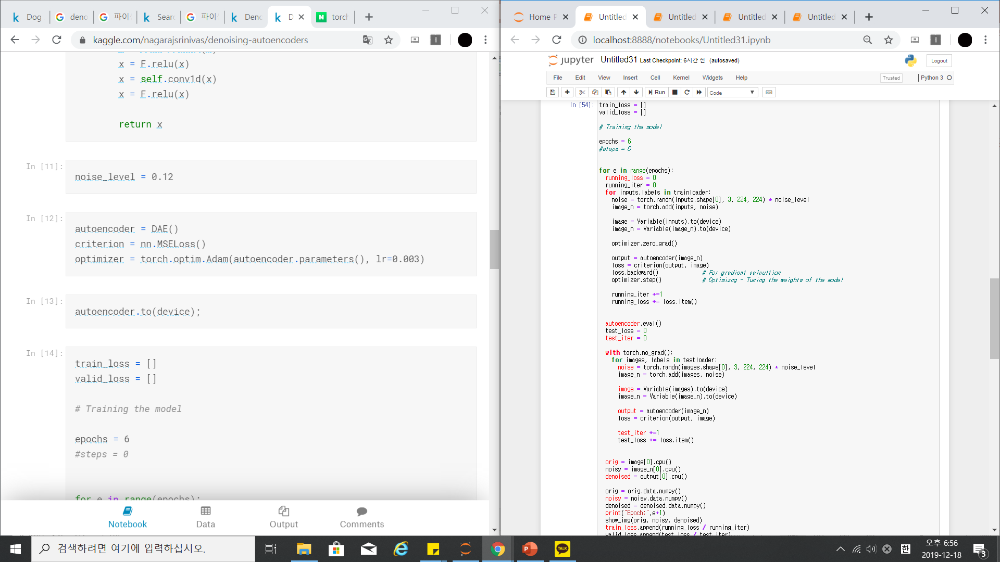 Dog
deno
파이
Sear
파이
Deno
D
torch
kaggle.com/nagarajsrinivas/denoising-autoencoders
x = F.relu(x)
x = self.conv1d(x)
x = F.relu(x)
return x
In [11]:
noise_level = 0.12
In [12]:
autoencoder = DAE()
criterion = nn.MSELoss()
optimizer = torch.optim.Adam(autoencoder.parameters(), lr=0.003)
In [13]:
autoencoder.to(device);
In [14]:
train_loss = []
valid_loss = []
# Training the model
epochs = 6
#steps = 0
for e in range(epochs):
Notebook
Data
Output
Comments
Home P
Untitled
Untitled
Untitled
Untitled
localhost:8888/notebooks/Untitled31.ipynb
jupyter Untitled31 Last Checkpoint: 6시간 전 (autosaved)
Logout
File Edit View Insert Cell Kernel Widgets Help
Trusted
Python 3
Run
Code
In [54]:
train_loss = []
valid_loss = []
# Training the model
epochs = 6
#steps = 0
for e in range(epochs):
running_loss = 0
running_iter = 0
for inputs,labels in trainloader:
noise = torch.randn(inputs.shape[0], 3, 224, 224) * noise_level
image_n = torch.add(inputs, noise)
image = Variable(inputs).to(device)
image_n = Variable(image_n).to(device)
optimizer.zero_grad()
output = autoencoder(image_n)
loss = criterion(output, image)
loss.backward() # For gradient calcultion
optimizer.step() # Optimizng - Tuning the weights of the model
running_iter +=1
running_loss += loss.item()
autoencoder.eval()
test_loss = 0
test_iter = 0
with torch.no_grad():
for images, labels in testloader:
noise = torch.randn(images.shape[0], 3, 224, 224) * noise_level
image_n = torch.add(images, noise)
image = Variable(images).to(device)
image_n = Variable(image_n).to(device)
output = autoencoder(image_n)
loss = criterion(output, image)
test_iter +=1
test_loss += loss.item()
orig = image[0].cpu()
noisy = image_n[0].cpu()
denoised = output[0].cpu()
orig = orig.data.numpy()
noisy = noisy.data.numpy()
denoised = denoised.data.numpy()
print("Epoch:",e+1)
show_img(orig, noisy, denoised)
train_loss.append(running_loss / running_iter)
valid_loss.append(test_loss / test_iter)
검색하려면 여기에 입력하십시오.
TALK
한
오후 6:56
2019-12-18
3